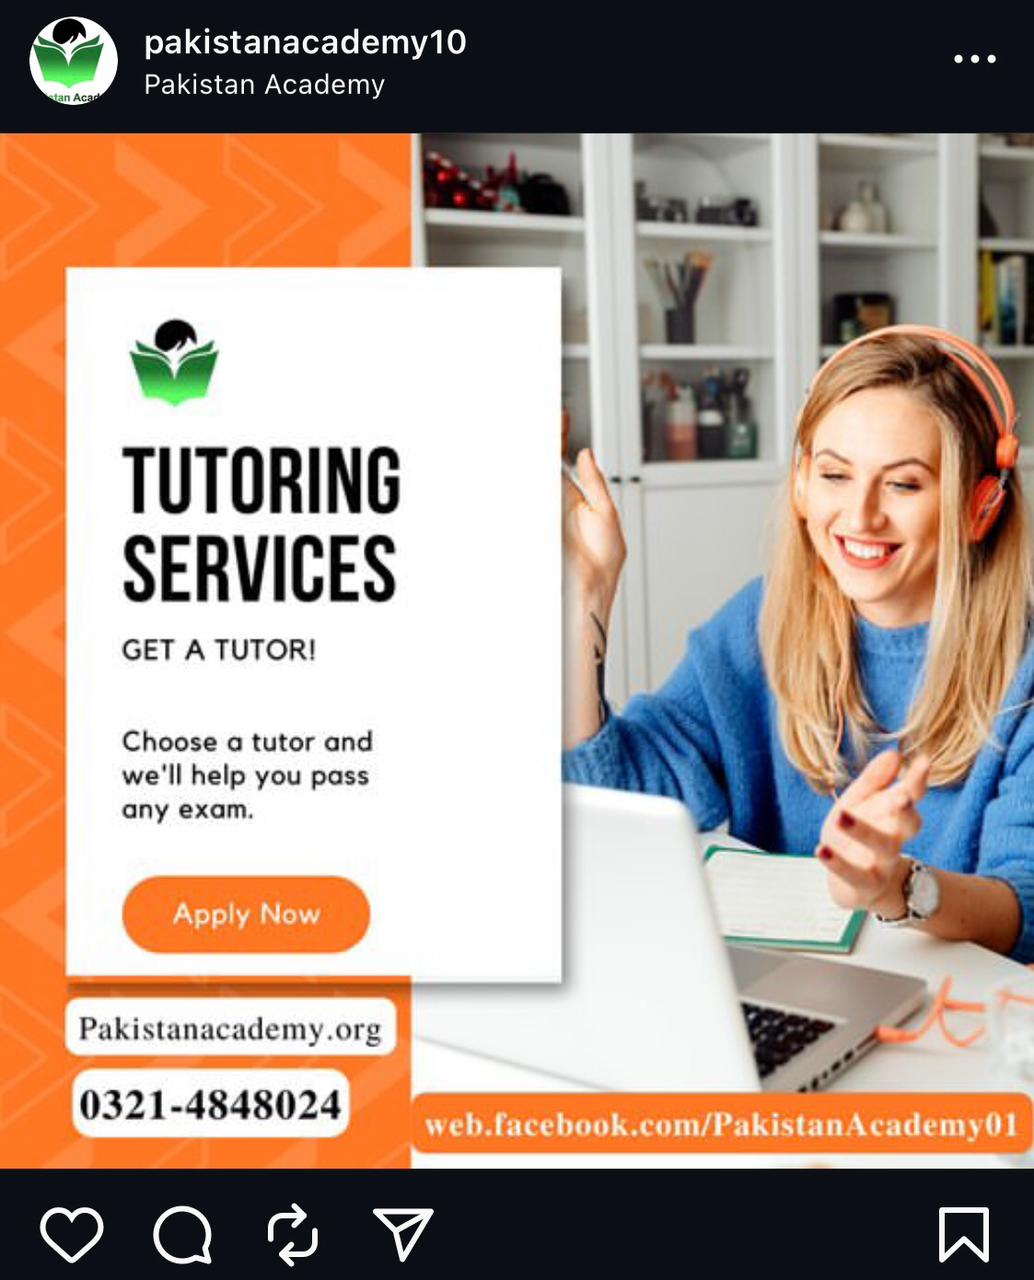 pakistanacademy10
Pakistan Academy
TUTORING
SERVICES
GET A TUTOR!
Choose a tutor and
we'll help you pass
any exam.
Apply Now
Pakistanacademy.org
0321-4848024
web.facebook.com/PakistanAcademy01